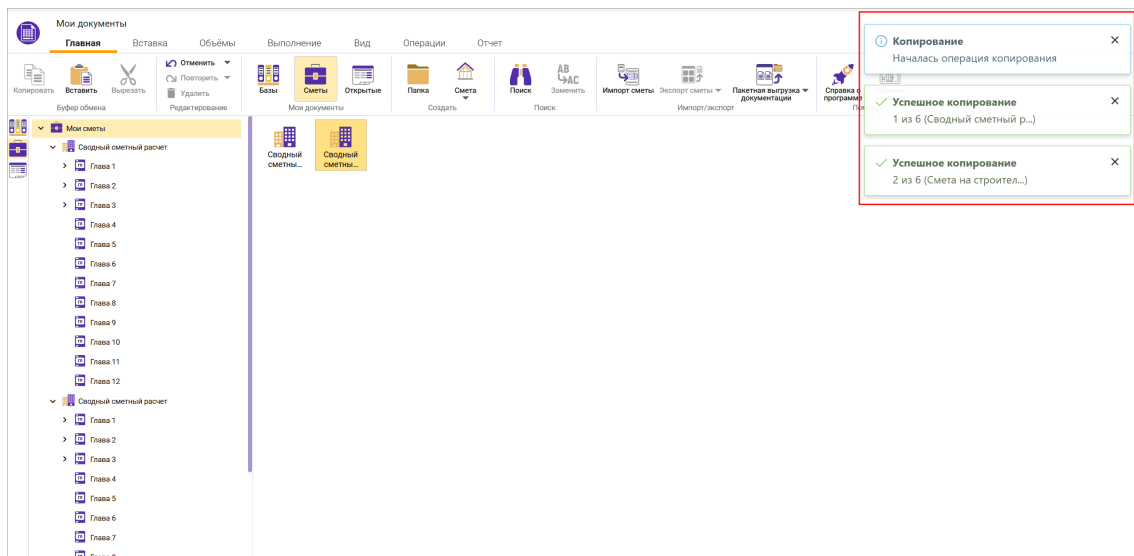 Мои документы
Главная Вставка Объёмы Выполнение Вид Операции Отчет
Копировать Вставить Вырезать
Буфер обмена
Отменить
Повторить
Удалить
Редактирование
Базы Сметы Открытые
Мои документы
Папка Смета
Создать
Поиск Заменить
AB
AC
Поиск
Импорт сметы Экспорт сметы Пакетная выгрузка документации
Импорт/экспорт
Справка о
программе
Копирование
Началась операция копирования
Успешное копирование
1 из 6 (Сводный сметный р...)
Успешное копирование
2 из 6 (Смета на строител...)
Мои сметы
Сводный сметный расчет
Глава 1
Глава 2
Глава 3
Глава 4
Глава 5
Глава 6
Глава 7
Глава 8
Глава 9
Глава 10
Глава 11
Глава 12
Сводный сметный расчет
Глава 1
Глава 2
Глава 3
Глава 4
Глава 5
Глава 6
Глава 7
Сводный
сметны...
Сводный
сметны...